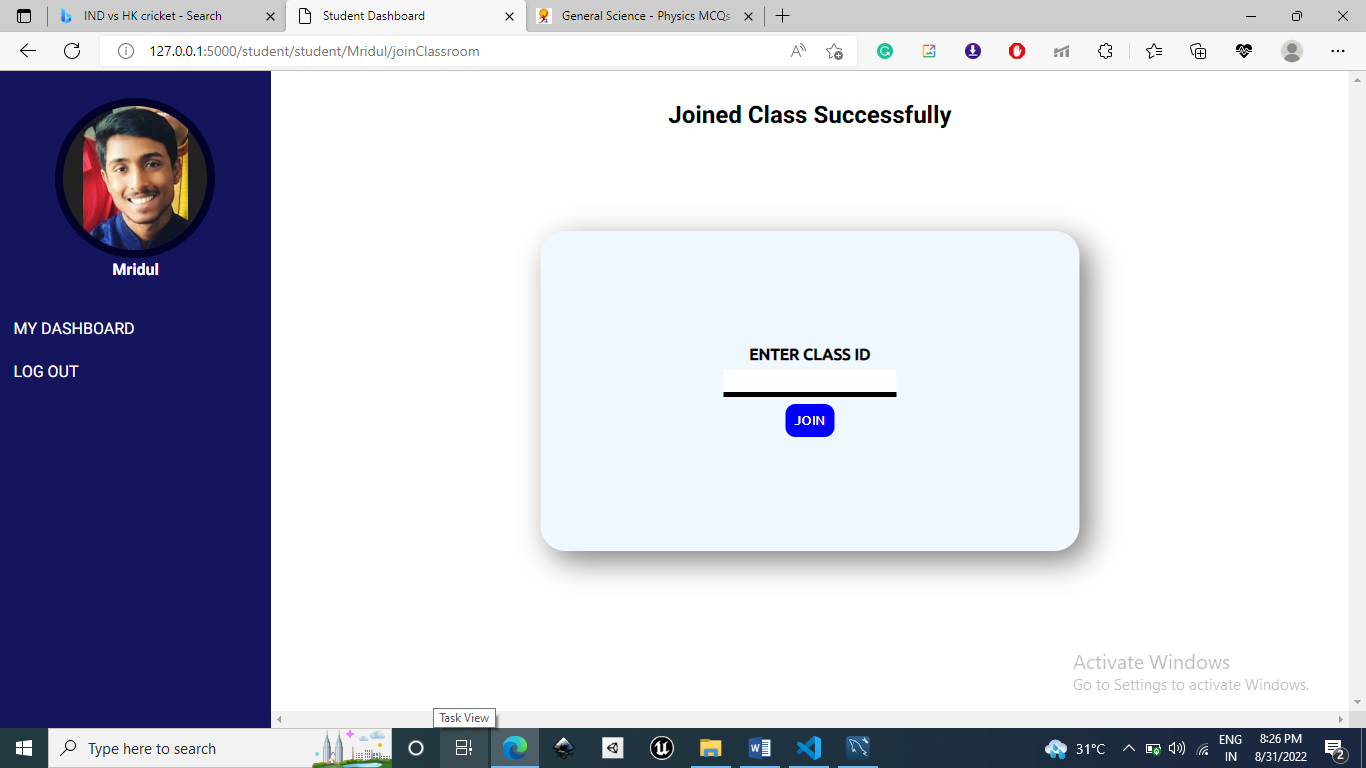 IND vs HK cricket - Search
Student Dashboard
General Science - Physics MCQs
127.0.0.1:5000/student/student/Mridul/joinClassroom
Mridul
MY DASHBOARD
LOG OUT
Joined Class Successfully
ENTER CLASS ID
JOIN
Activate Windows
Go to Settings to activate Windows.
Task View
Type here to search
31°C
ENG
IN
8:26 PM
8/31/2022
2